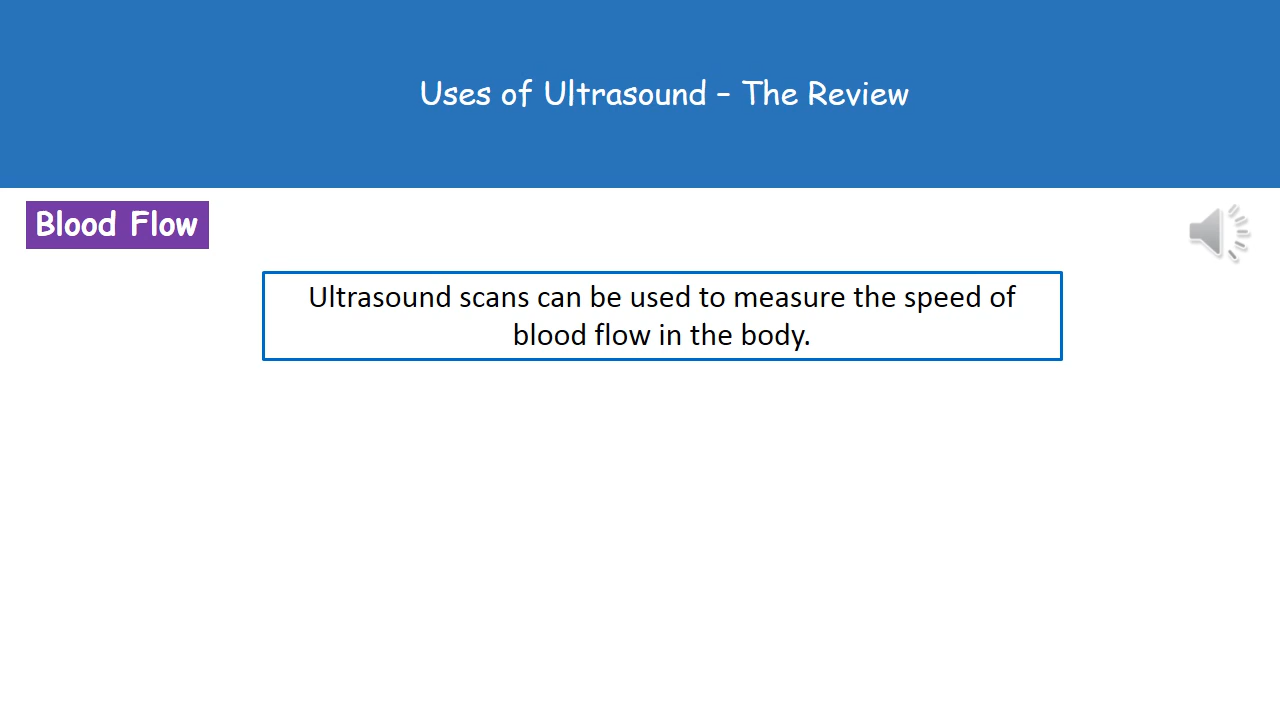 Uses of Ultrasound – The Review
Blood Flow
Ultrasound scans can be used to measure the speed of
blood flow in the body.